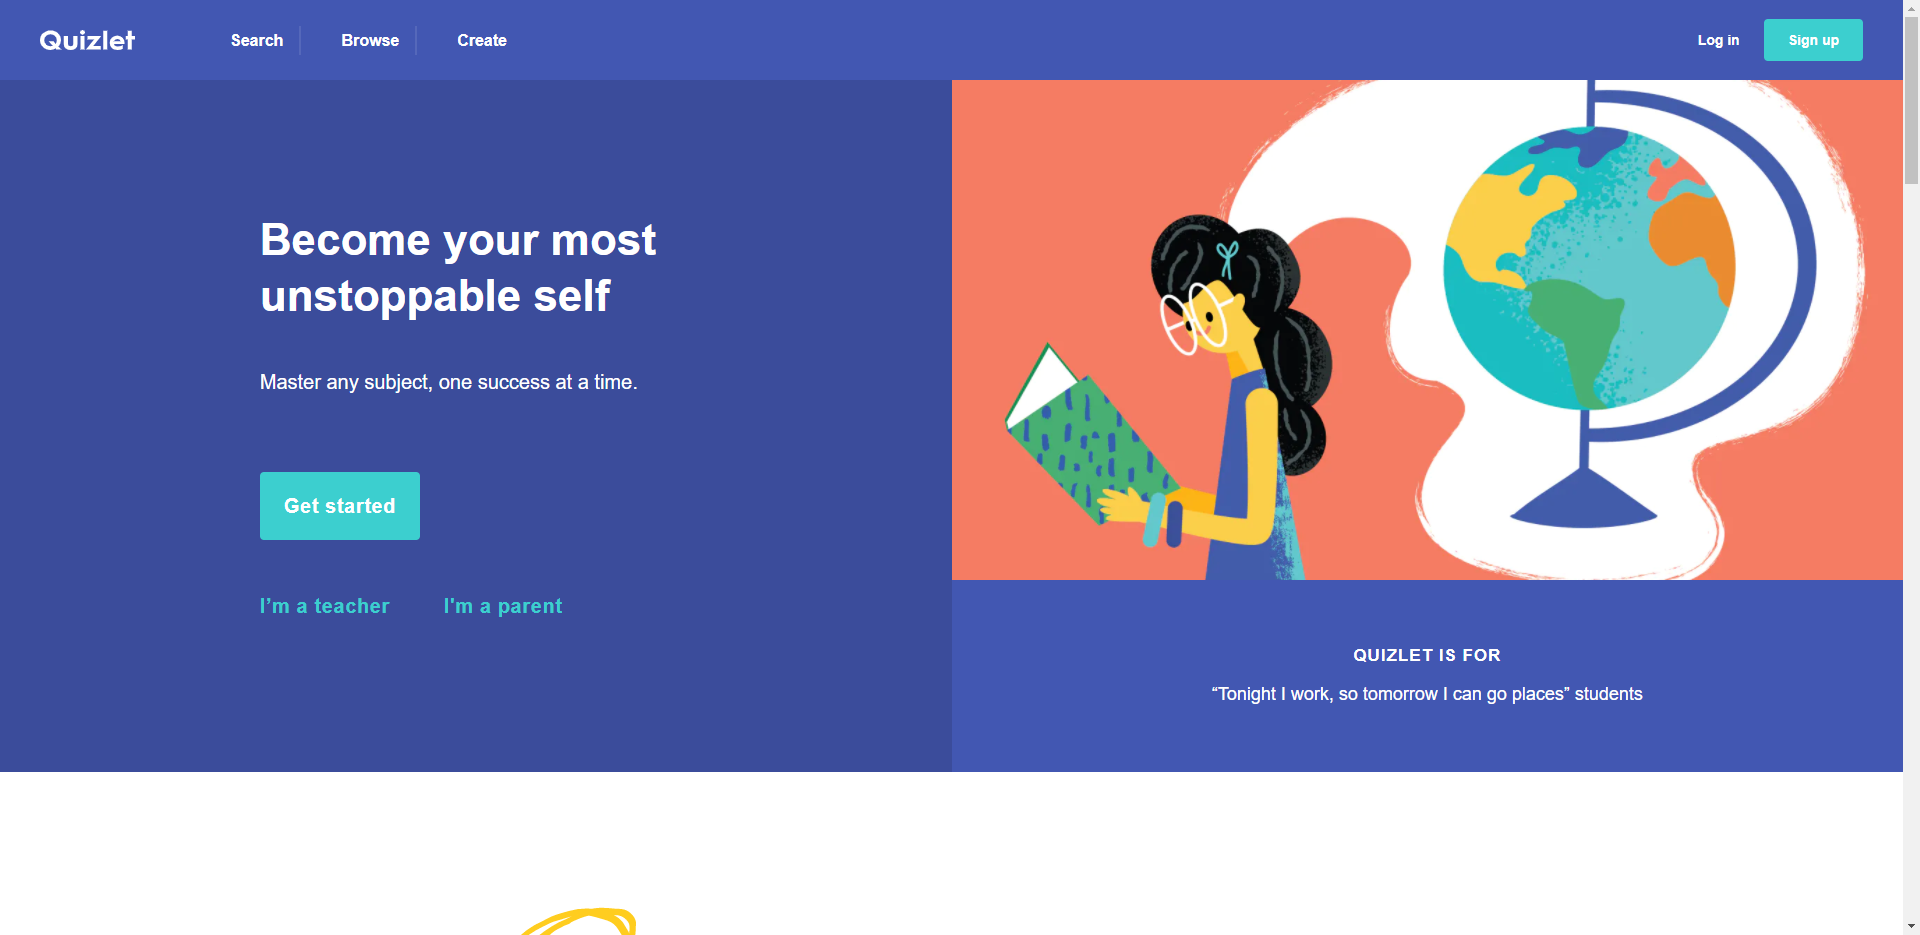 Quizlet
Search
Browse
Create
Log in
Sign up
Become your most
unstoppable self
Master any subject, one success at a time.
Get started
I’m a teacher
I'm a parent
QUIZLET IS FOR
“Tonight I work, so tomorrow I can go places” students